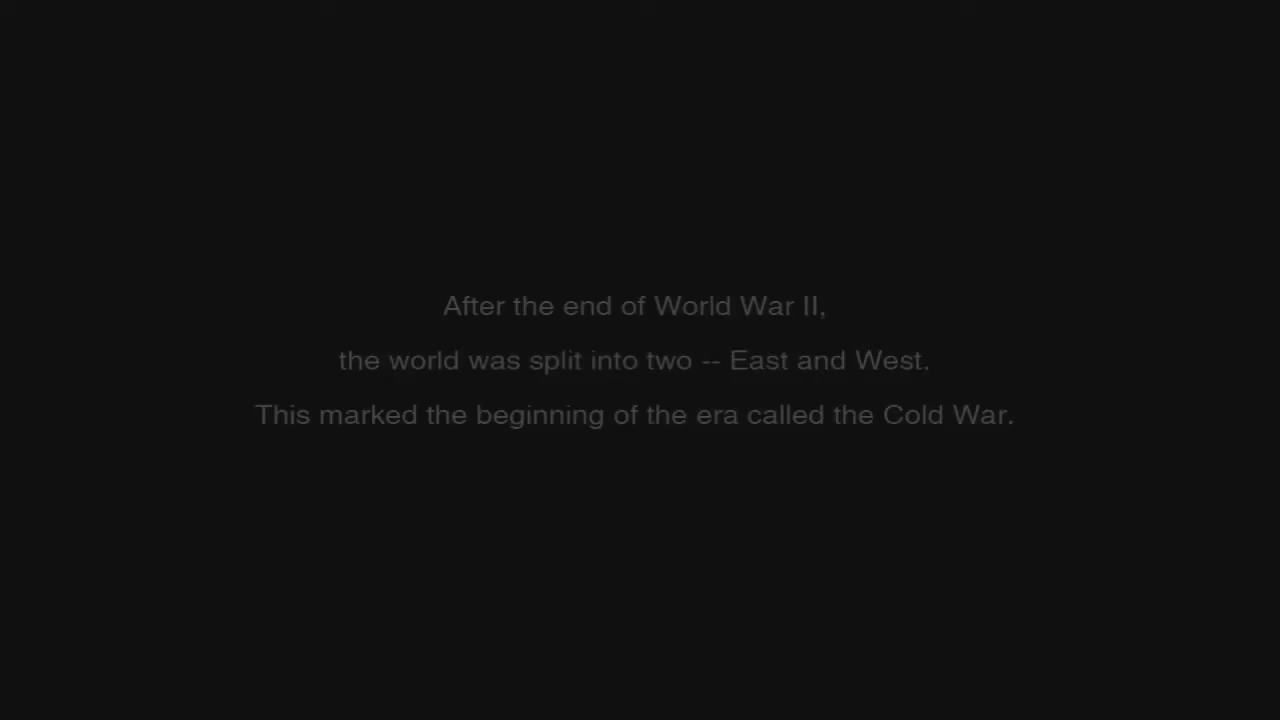 After the end of World War II,
the world was split into two -- East and West.
This marked the beginning of the era called the Cold War.